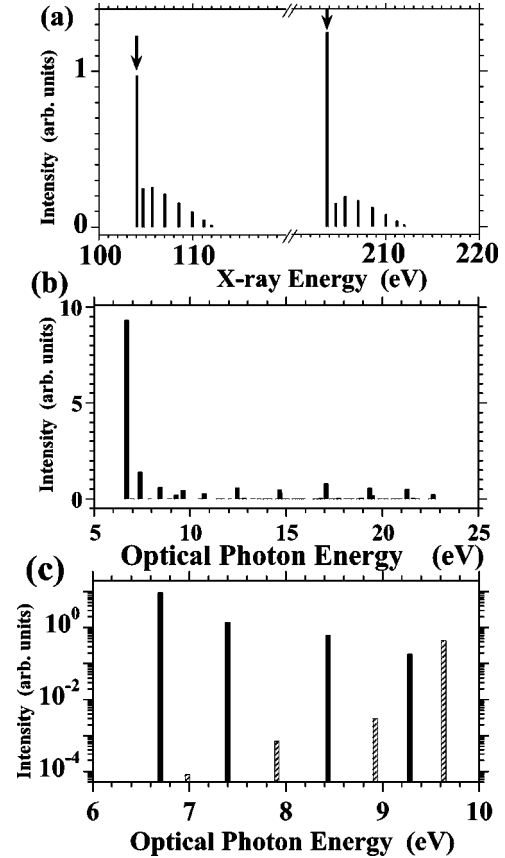 (a)
Intensity (arb. units)
1
0
100 110 210 220
X-ray Energy (eV)
(b)
Intensity (arb. units)
10
5
0
5 10 15 20 25
Optical Photon Energy (eV)
(c)
Intensity (arb. units)
10^0
10^-2
10^-4
6 7 8 9 10
Optical Photon Energy (eV)